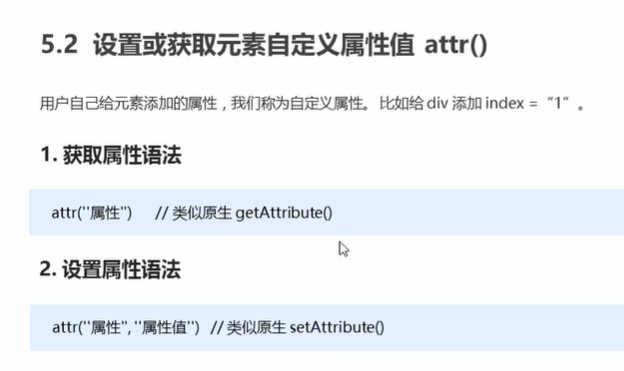 5.2 设置或获取元素自定义属性值 attr()
用户自己给元素添加的属性，我们称为自定义属性。 比如给 div 添加 index = “1”。
1. 获取属性语法
attr(''属性'') // 类似原生 getAttribute()
2. 设置属性语法
attr(''属性'', ''属性值'') // 类似原生 setAttribute()